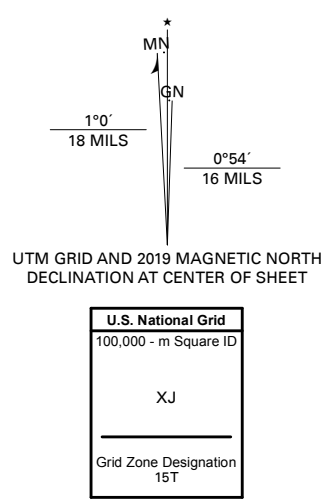 MN
GN
1°0´
18 MILS
0°54´
16 MILS
UTM GRID AND 2019 MAGNETIC NORTH
DECLINATION AT CENTER OF SHEET
U.S. National Grid
100,000 - m Square ID
XJ
Grid Zone Designation
15T